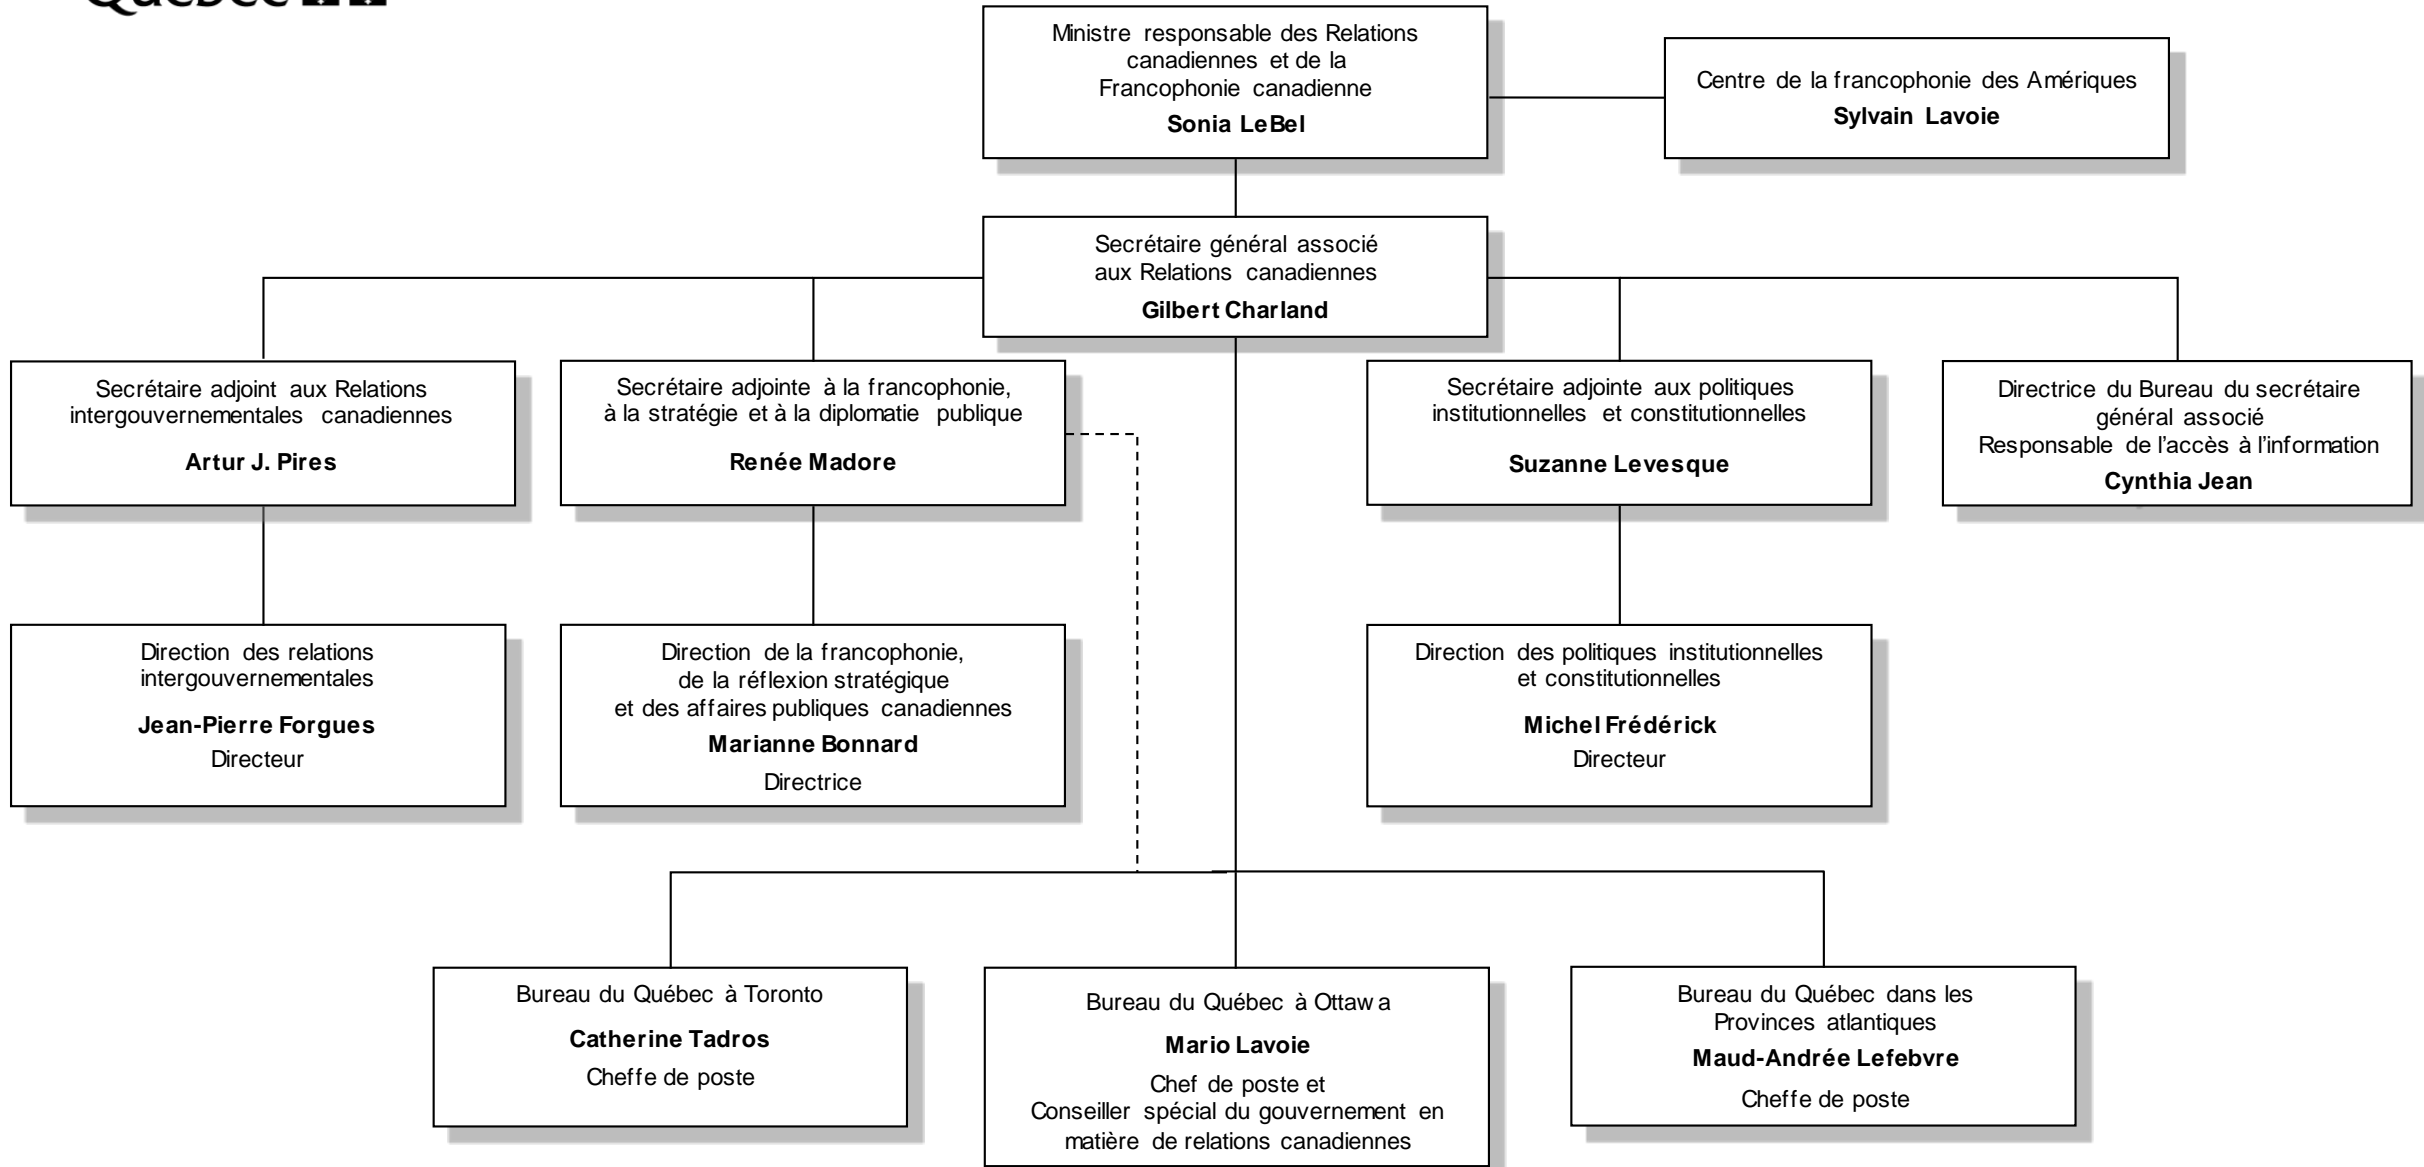 Québec
Ministre responsable des Relations
canadiennes et de la
Francophonie canadienne
Sonia LeBel
Centre de la francophonie des Amériques
Sylvain Lavoie
Secrétaire général associé
aux Relations canadiennes
Gilbert Charland
Secrétaire adjoint aux Relations
intergouvernementales canadiennes
Artur J. Pires
Secrétaire adjointe à la francophonie,
à la stratégie et à la diplomatie publique
Renée Madore
Secrétaire adjointe aux politiques
institutionnelles et constitutionnelles
Suzanne Levesque
Directrice du Bureau du secrétaire
général associé
Responsable de l'accès à l'information
Cynthia Jean
Direction des relations
intergouvernementales
Jean-Pierre Forgues
Directeur
Direction de la francophonie,
de la réflexion stratégique
et des affaires publiques canadiennes
Marianne Bonnard
Directrice
Direction des politiques institutionnelles
et constitutionnelles
Michel Frédérick
Directeur
Bureau du Québec à Toronto
Catherine Tadros
Cheffe de poste
Bureau du Québec à Ottawa
Mario Lavoie
Chef de poste et
Conseiller spécial du gouvernement en
matière de relations canadiennes
Bureau du Québec dans les
Provinces atlantiques
Maud-Andrée Lefebvre
Cheffe de poste